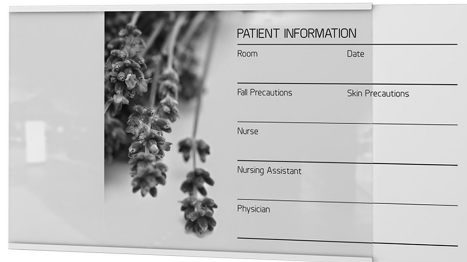 PATIENT INFORMATION
Room Date
Fall Precautions Skin Precautions
Nurse
Nursing Assistant
Physician